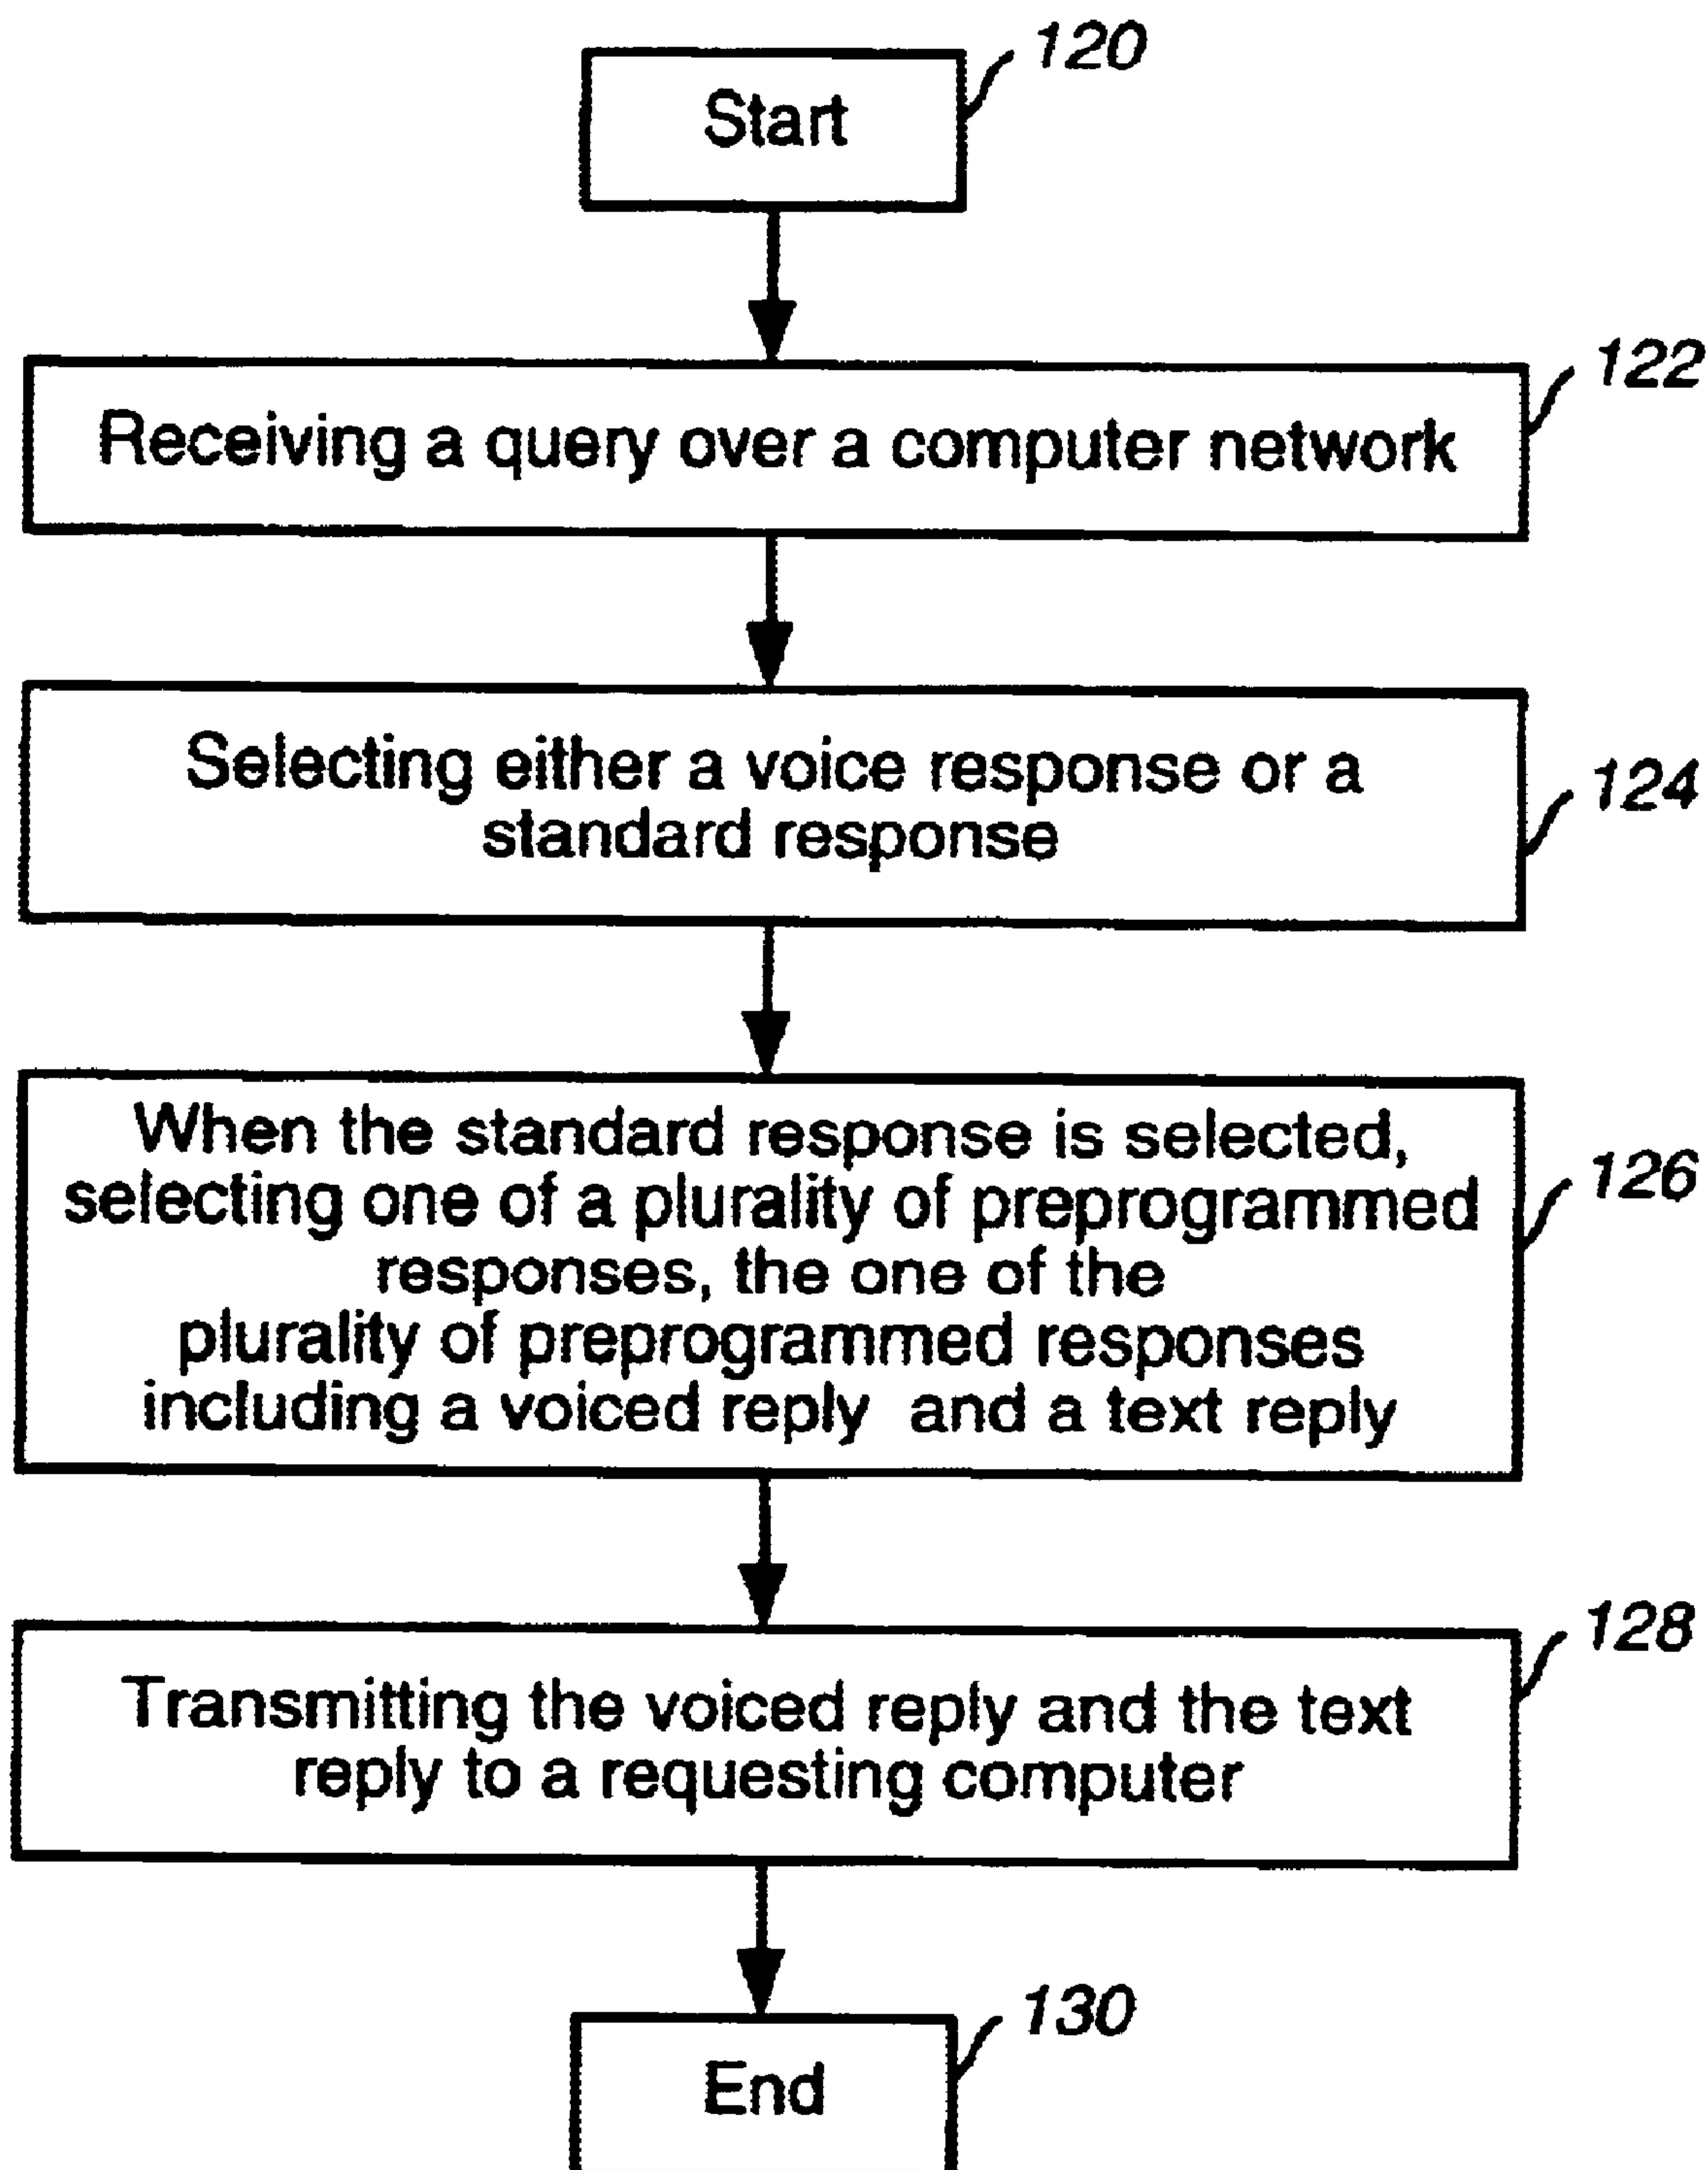 Start
120
Receiving a query over a computer network
122
Selecting either a voice response or a
standard response
124
When the standard response is selected,
selecting one of a plurality of preprogrammed
responses, the one of the
plurality of preprogrammed responses
including a voiced reply and a text reply
126
Transmitting the voiced reply and the text
reply to a requesting computer
128
End
130